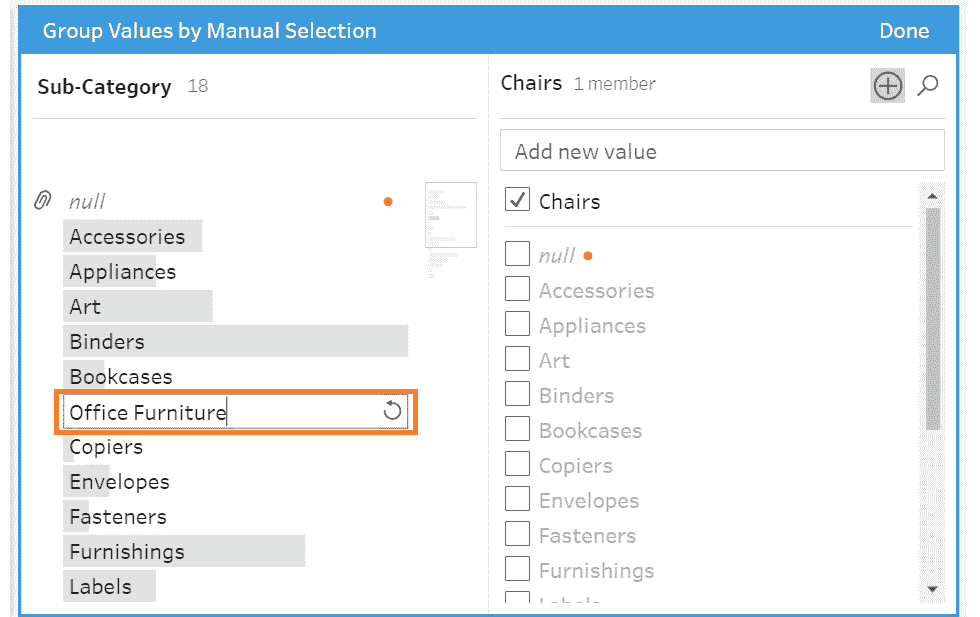 Group Values by Manual Selection Done
Sub-Category 18
Chairs 1 member
Add new value
null
Accessories
Appliances
Art
Binders
Bookcases
Office Furniture
Copiers
Envelopes
Fasteners
Furnishings
Labels
Chairs
null
Accessories
Appliances
Art
Binders
Bookcases
Copiers
Envelopes
Fasteners
Furnishings
Labels